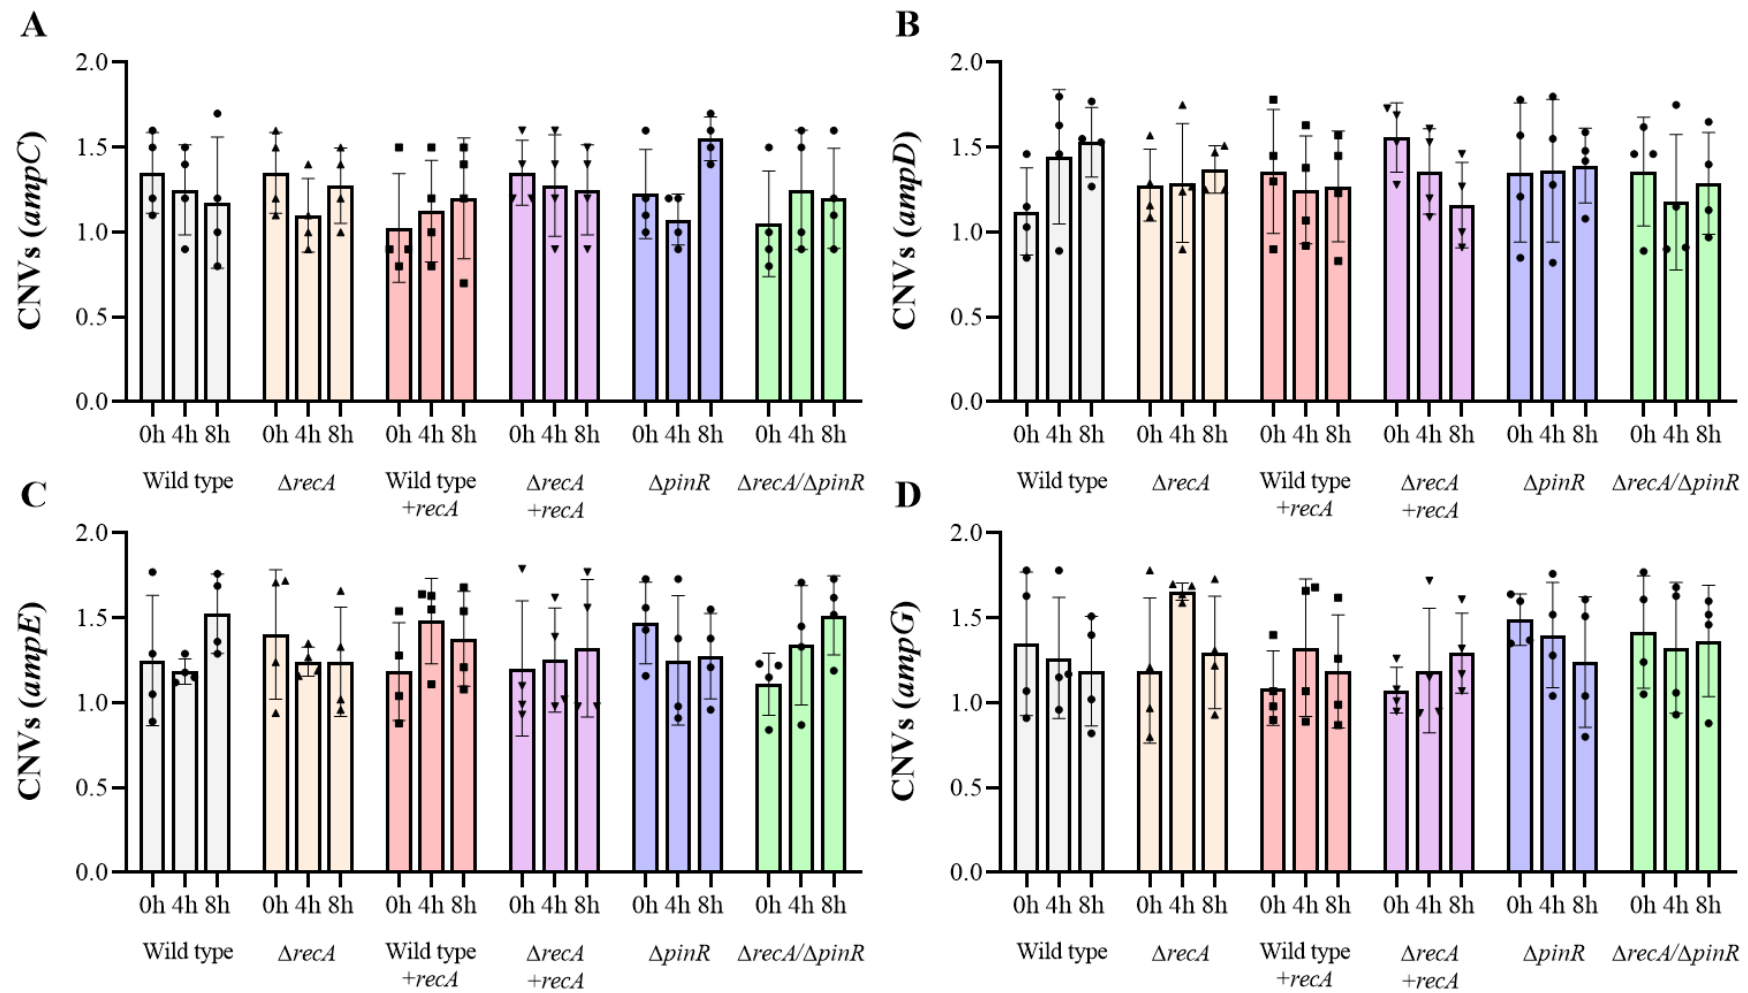 A
B
2.0
1.5
1.0
0.5
0.0
CNVs (ampC)
0h 4h 8h 0h 4h 8h 0h 4h 8h 0h 4h 8h 0h 4h 8h 0h 4h 8h
Wild type ΔrecA Wild type ΔrecA ΔpinR ΔrecA/ΔpinR
+recA +recA
2.0
1.5
1.0
0.5
0.0
CNVs (ampD)
0h 4h 8h 0h 4h 8h 0h 4h 8h 0h 4h 8h 0h 4h 8h 0h 4h 8h
Wild type ΔrecA Wild type ΔrecA ΔpinR ΔrecA/ΔpinR
+recA +recA
C
D
2.0
1.5
1.0
0.5
0.0
CNVs (ampE)
0h 4h 8h 0h 4h 8h 0h 4h 8h 0h 4h 8h 0h 4h 8h 0h 4h 8h
Wild type ΔrecA Wild type ΔrecA ΔpinR ΔrecA/ΔpinR
+recA +recA
2.0
1.5
1.0
0.5
0.0
CNVs (ampG)
0h 4h 8h 0h 4h 8h 0h 4h 8h 0h 4h 8h 0h 4h 8h 0h 4h 8h
Wild type ΔrecA Wild type ΔrecA ΔpinR ΔrecA/ΔpinR
+recA +recA